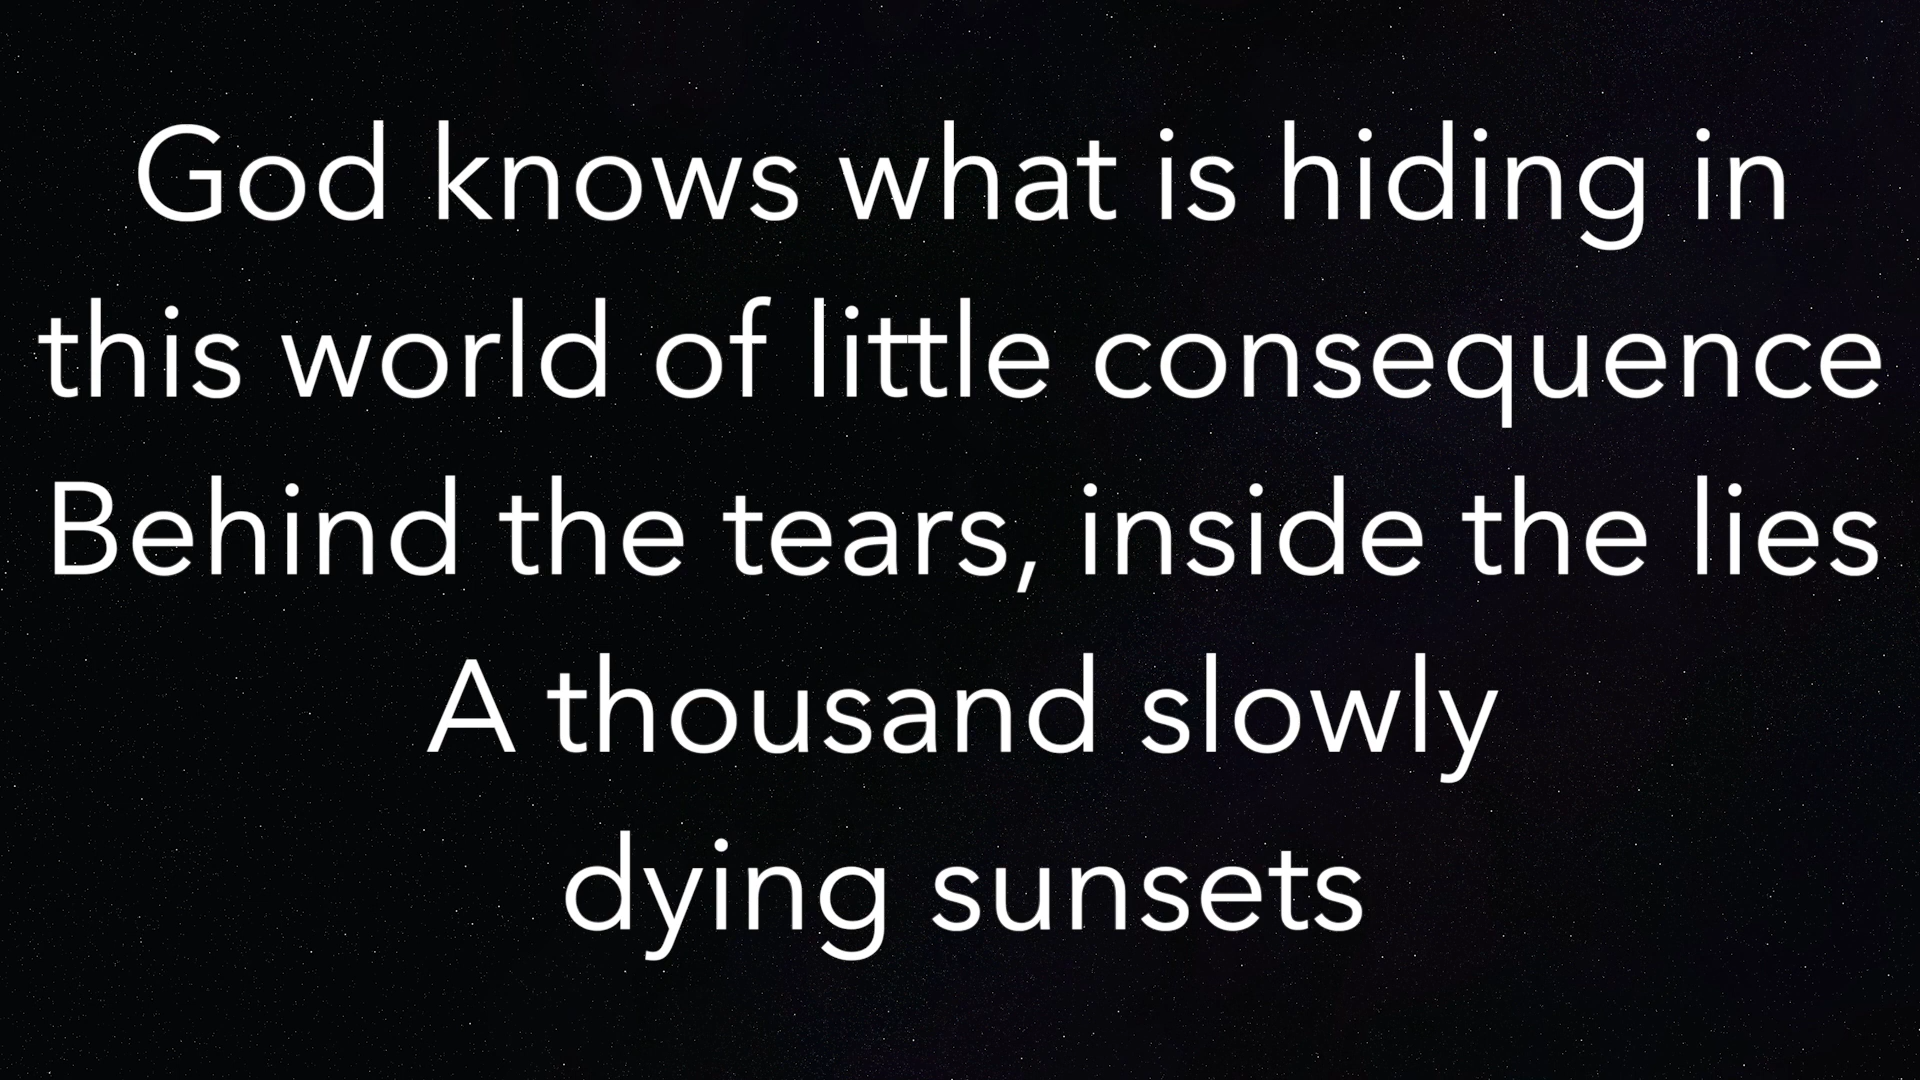 God knows what is hiding in
this world of little consequence
Behind the tears, inside the lies
A thousand slowly
dying sunsets